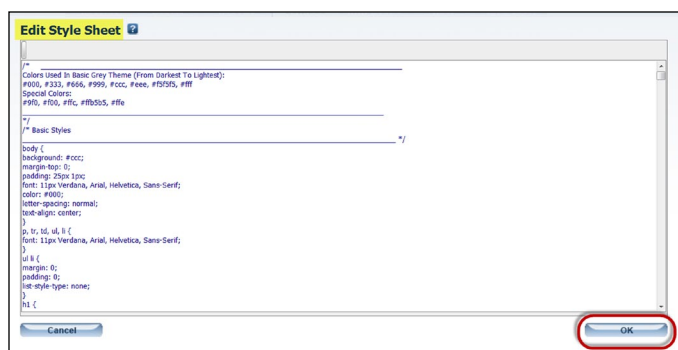 Edit Style Sheet ?
/* ____________________
Colors Used In Basic Grey Theme (From Darkest To Lightest):
#000, #333, #666, #999, #ccc, #eee, #f5f5f5, #fff
Special Colors:
#9f0, #f00, #ffc, #ffb5b5, #ffe
____________________
*/
/* Basic Styles
____________________ */
body {
background: #ccc;
margin-top: 0;
padding: 25px 1px;
font: 11px Verdana, Arial, Helvetica, Sans-Serif;
color: #000;
letter-spacing: normal;
text-align: center;
}
p, tr, td, ul, li {
font: 11px Verdana, Arial, Helvetica, Sans-Serif;
}
ul li {
margin: 0;
padding: 0;
list-style-type: none;
}
h1 {
Cancel
OK